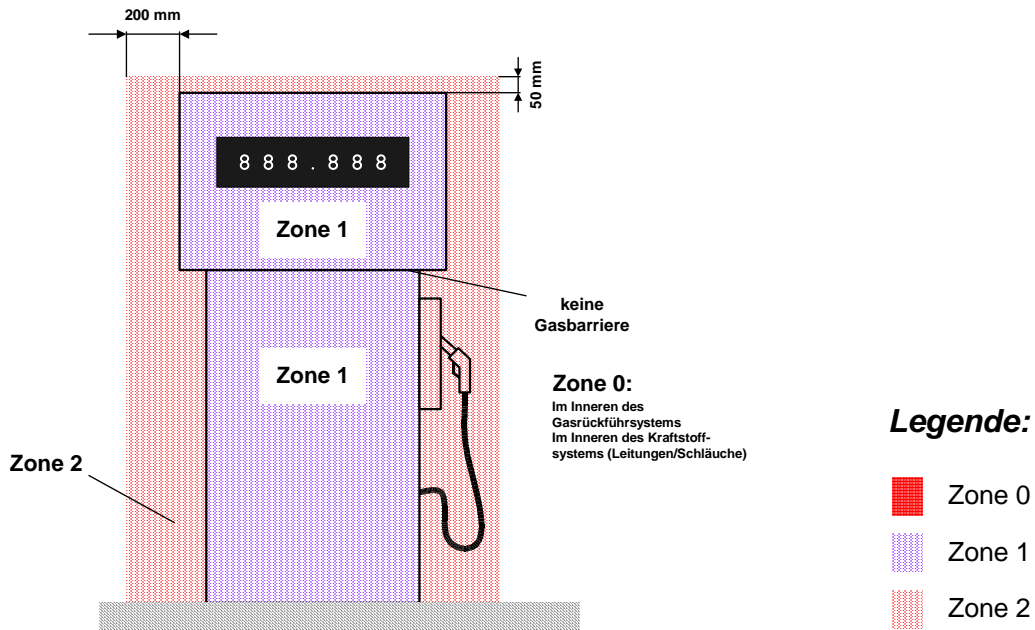 200 mm
50 mm
888.888
Zone 1
keine
Gasbarriere
Zone 1
Zone 0:
Im Inneren des
Gasrückführsystems
Im Inneren des Kraftstoff-
systems (Leitungen/Schläuche)
Zone 2
Legende:
Zone 0
Zone 1
Zone 2